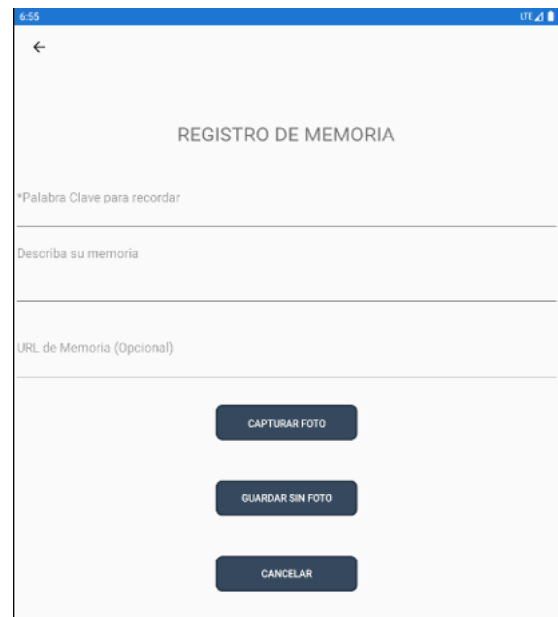 6:55
LTE
REGISTRO DE MEMORIA
*Palabra Clave para recordar
Describa su memoria
URL de Memoria (Opcional)
CAPTURAR FOTO
GUARDAR SIN FOTO
CANCELAR